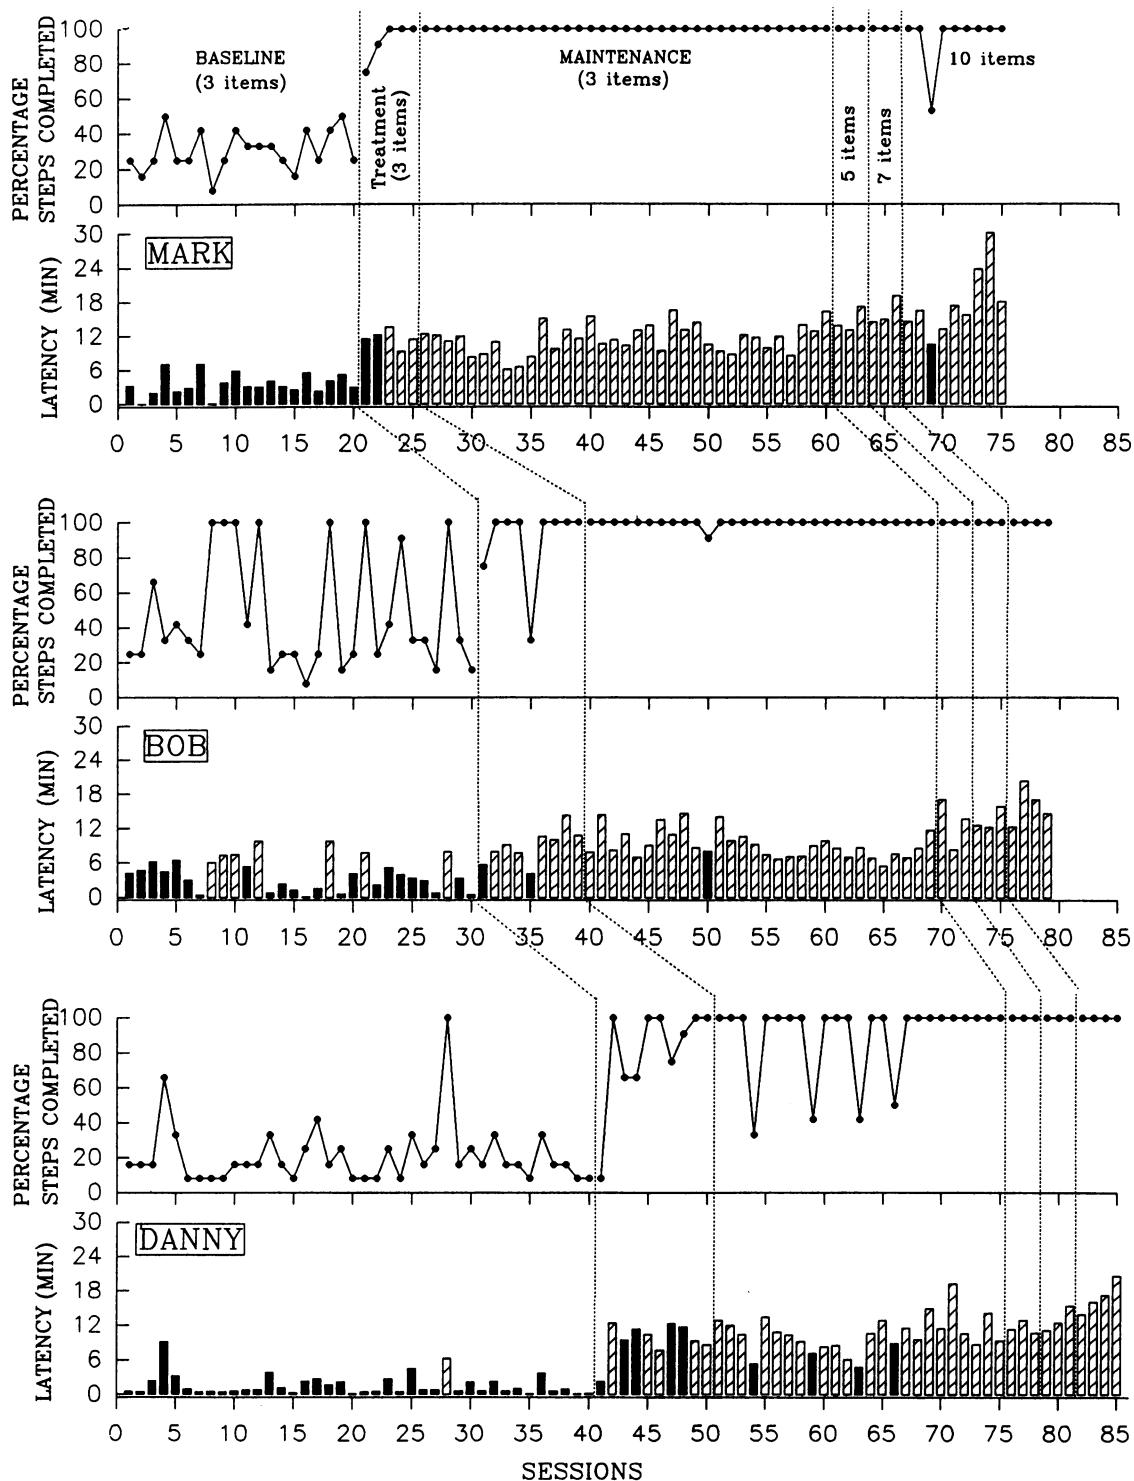 PERCENTAGE
STEPS COMPLETED
100
80
60
40
20
0
BASELINE
(3 items)
Treatment
(3 items)
MAINTENANCE
(3 items)
5 items
7 items
10 items
LATENCY (MIN)
30
24
18
12
6
0
MARK
0 5 10 15 20 25 30 35 40 45 50 55 60 65 70 75 80 85
PERCENTAGE
STEPS COMPLETED
100
80
60
40
20
0
LATENCY (MIN)
30
24
18
12
6
0
BOB
0 5 10 15 20 25 30 35 40 45 50 55 60 65 70 75 80 85
PERCENTAGE
STEPS COMPLETED
100
80
60
40
20
0
LATENCY (MIN)
30
24
18
12
6
0
DANNY
0 5 10 15 20 25 30 35 40 45 50 55 60 65 70 75 80 85
SESSIONS